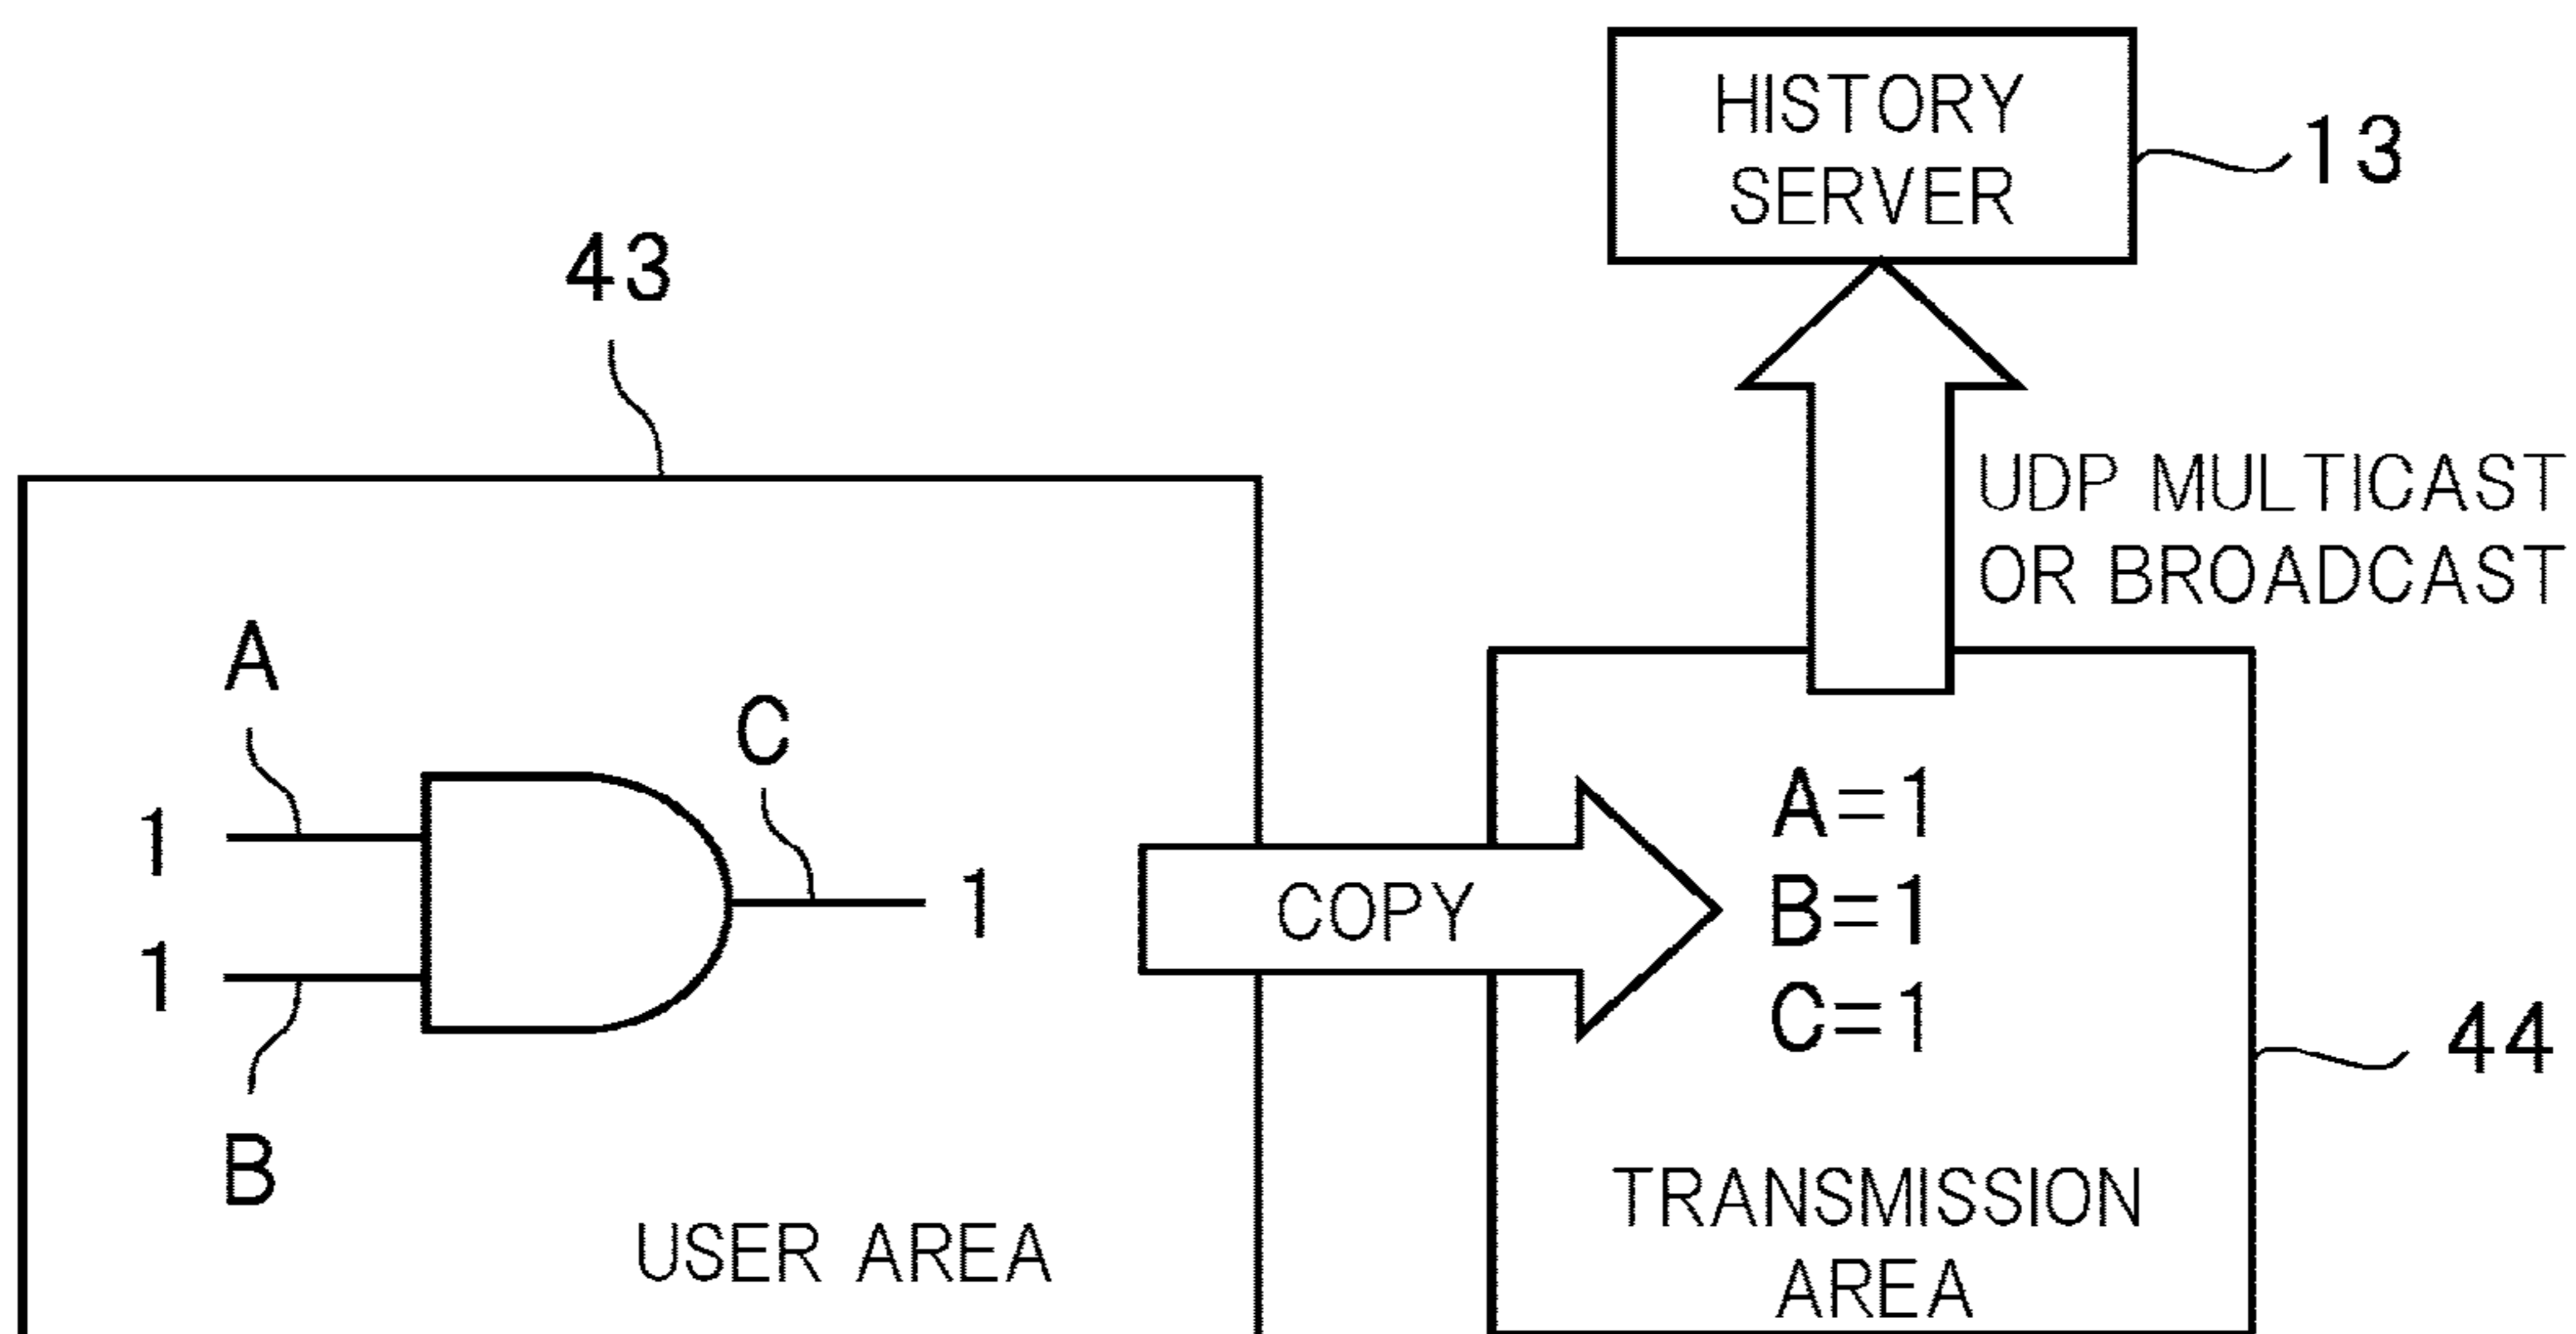 HISTORY
SERVER
13
43
UDP MULTICAST
OR BROADCAST
A
C
1
1
1
B
COPY
A=1
B=1
C=1
44
USER AREA
TRANSMISSION
AREA